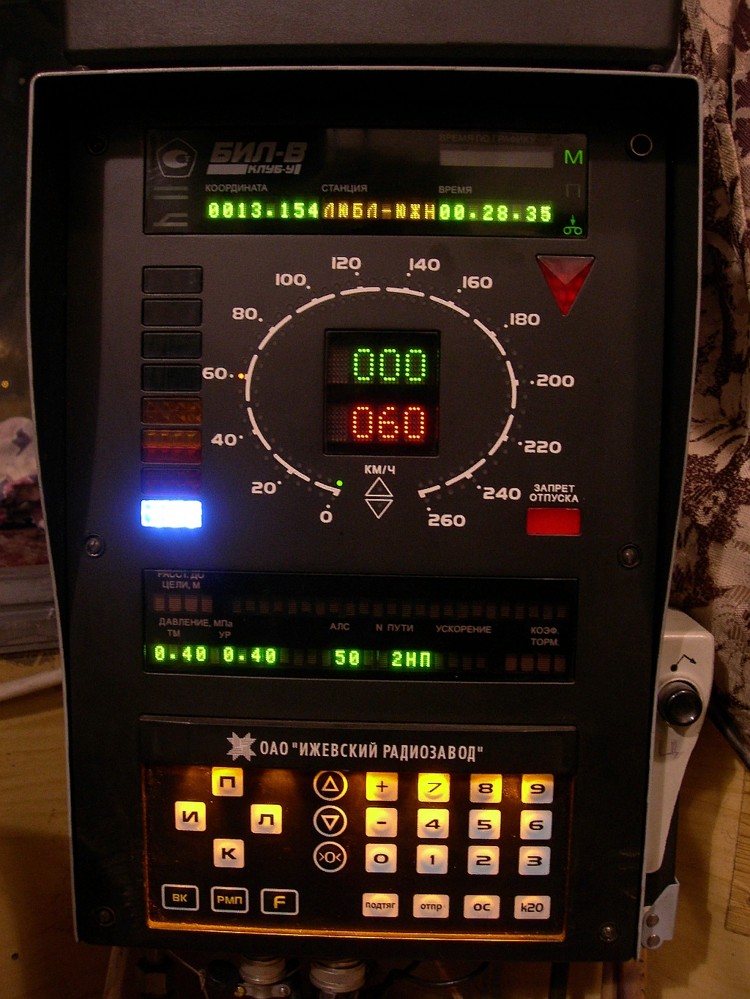 ВРЕМЯ ПО ГРАФИКУ
БИЛ-В
КЛУБ-У
М
П
КООРДИНАТА СТАНЦИЯ ВРЕМЯ
0013.154 ЛЮБЛ-ЮЖН 00.28.35
120 140
100 160
80 180
60 200
000
060
40 220
КМ/Ч
20 240
0 260
ЗАПРЕТ
ОТПУСКА
РАССТ. ДО
ЦЕЛИ, М
ДАВЛЕНИЕ, МПа АЛС N ПУТИ УСКОРЕНИЕ КОЭФ.
ТМ УР ТОРМ.
0.40 0.40 50 2НП
ОАО "ИЖЕВСКИЙ РАДИОЗАВОД"
П + 7 8 9
И Л - 4 5 6
К >0< 0 1 2 3
ВК РМП F подтяг отпр ОС К20